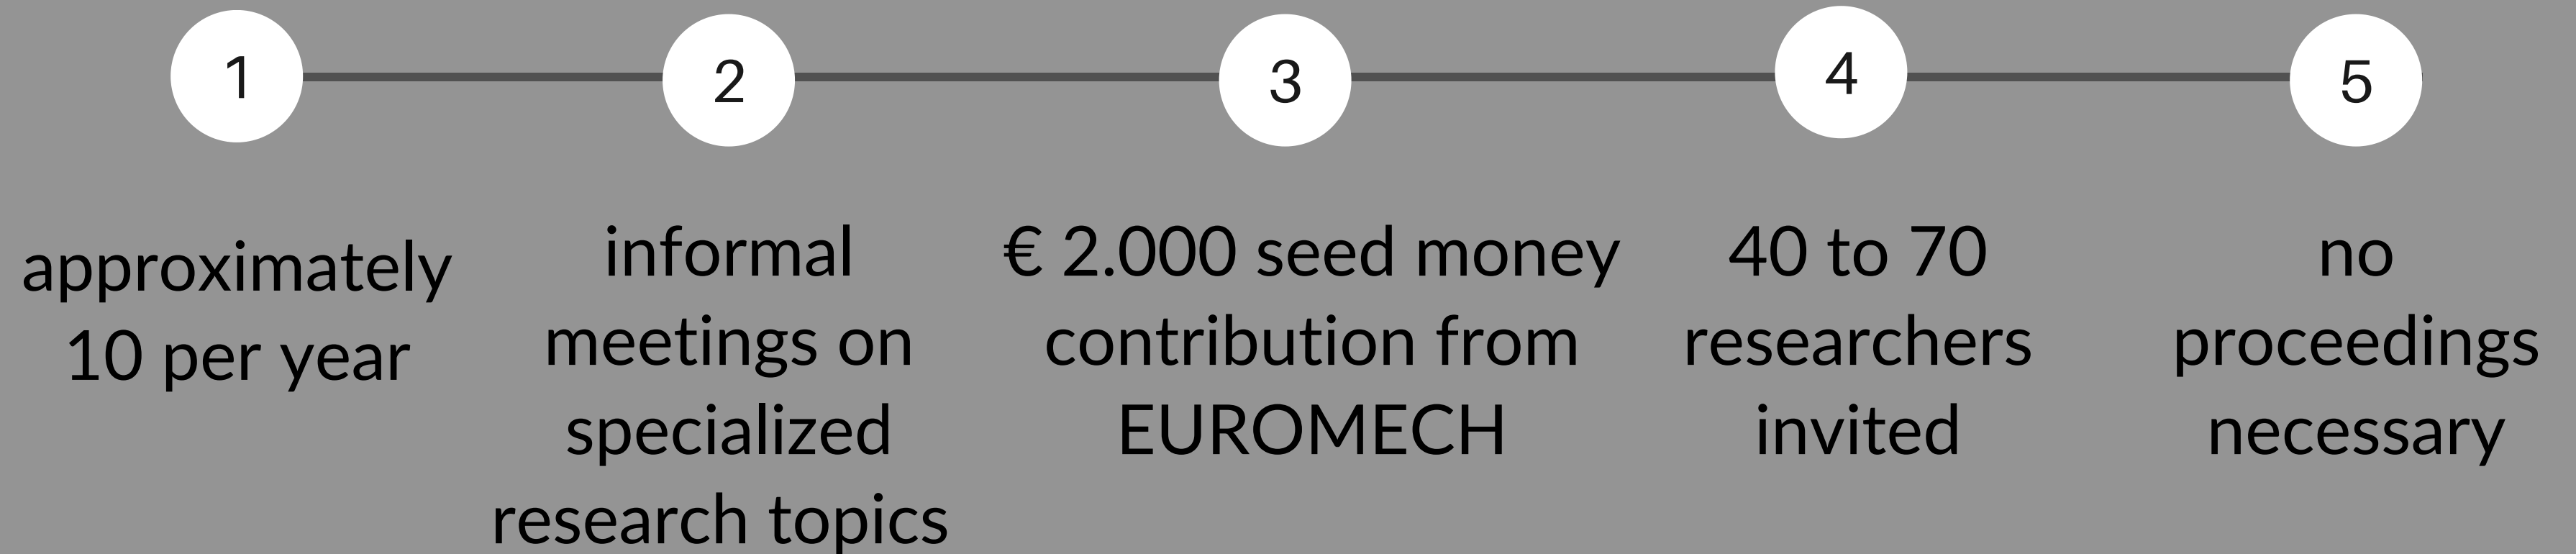 1
approximately
10 per year
2
informal
meetings on
specialized
research topics
3
€ 2.000 seed money
contribution from
EUROMECH
4
40 to 70
researchers
invited
5
no
proceedings
necessary